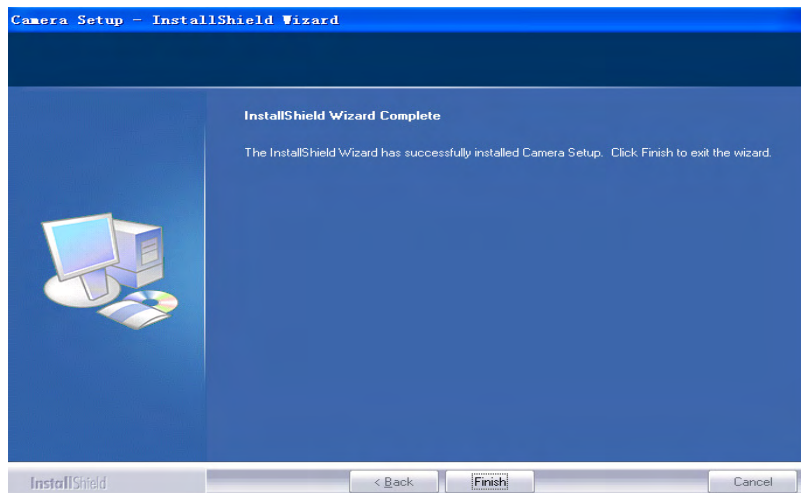 Camera Setup - InstallShield Wizard
InstallShield Wizard Complete
The InstallShield Wizard has successfully installed Camera Setup. Click Finish to exit the wizard.
InstallShield
< Back
Finish
Cancel